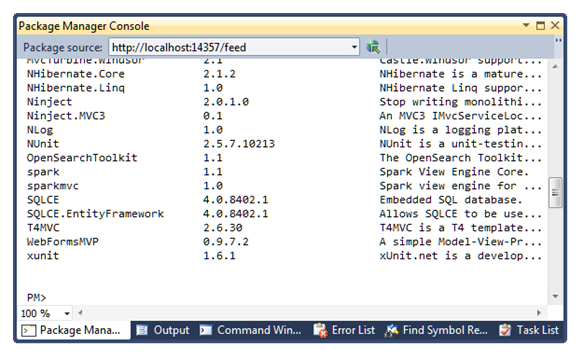 Package Manager Console
Package source: http://localhost:14357/feed
MvcTurbine.Windsor 2.1 Castle.Windsor support...
NHibernate.Core 2.1.2 NHibernate is a mature...
NHibernate.Linq 1.0 NHibernate Linq suppor...
Ninject 2.0.1.0 Stop writing monolithi...
Ninject.MVC3 0.1 An MVC3 IMvcServiceLoc...
NLog 1.0 NLog is a logging plat...
NUnit 2.5.7.10213 NUnit is a unit-testin...
OpenSearchToolkit 1.1 The OpenSearch Toolkit...
spark 1.1 Spark View Engine Core.
sparkmvc 1.0 Spark view engine for ...
SQLCE 4.0.8402.1 Embedded SQL database.
SQLCE.EntityFramework 4.0.8402.1 Allows SQLCE to be use...
T4MVC 2.6.30 T4MVC is a T4 template...
WebFormsMVP 0.9.7.2 A simple Model-View-Pr...
xunit 1.6.1 xUnit.net is a develop...
PM>
100 %
Package Mana... Output Command Win... Error List Find Symbol Re... Task List